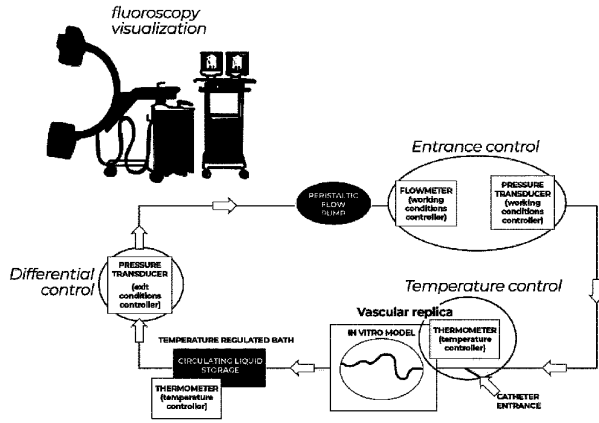 fluoroscopy
visualization
Entrance control
PERISTALTIC
FLOW
PUMP
FLOWMETER
(working
conditions
controller)
PRESSURE
TRANSDUCER
(working
conditions
controller)
Differential
control
PRESSURE
TRANSDUCER
(exit
conditions
controller)
Temperature control
Vascular replica
IN VITRO MODEL
THERMOMETER
(temperature
controller)
TEMPERATURE REGULATED BATH
CIRCULATING LIQUID
STORAGE
THERMOMETER
(temperature
controller)
CATHETER
ENTRANCE